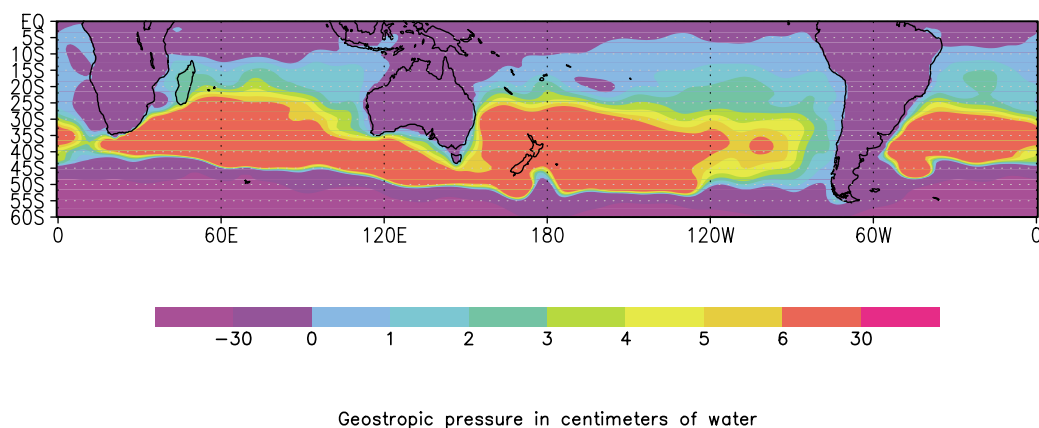 EQ
5S
10S
15S
20S
25S
30S
35S
40S
45S
50S
55S
60S
0 60E 120E 180 120W 60W 0
−30 0 1 2 3 4 5 6 30
Geostropic pressure in centimeters of water